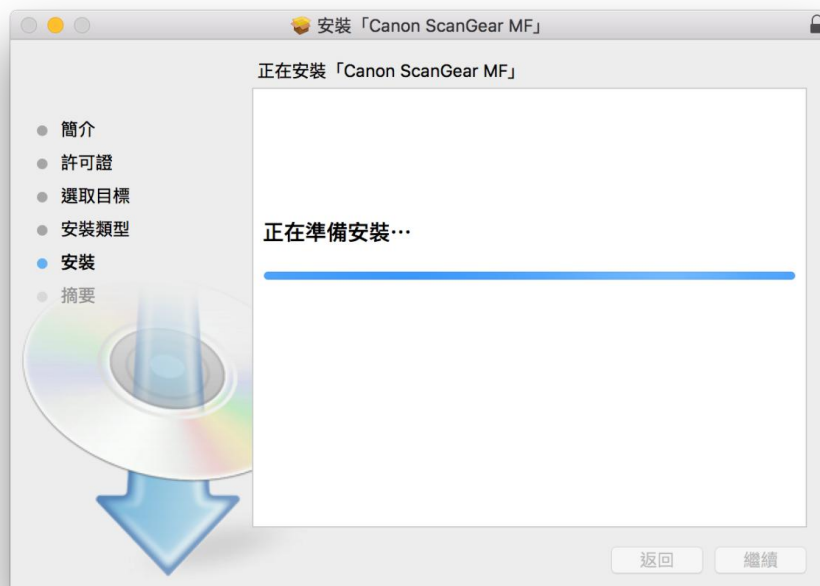 安裝「Canon ScanGear MF」
正在安裝「Canon ScanGear MF」
簡介
許可證
選取目標
安裝類型
安裝
摘要
正在準備安裝⋯
返回
繼續